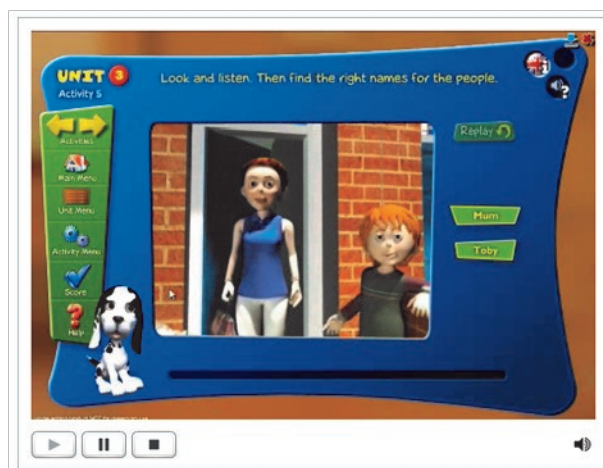 UNIT 3
Activity 5
Look and listen. Then find the right names for the people.
Activities
Main Menu
Unit Menu
Activity Menu
Score
Help
Replay
Mum
Toby